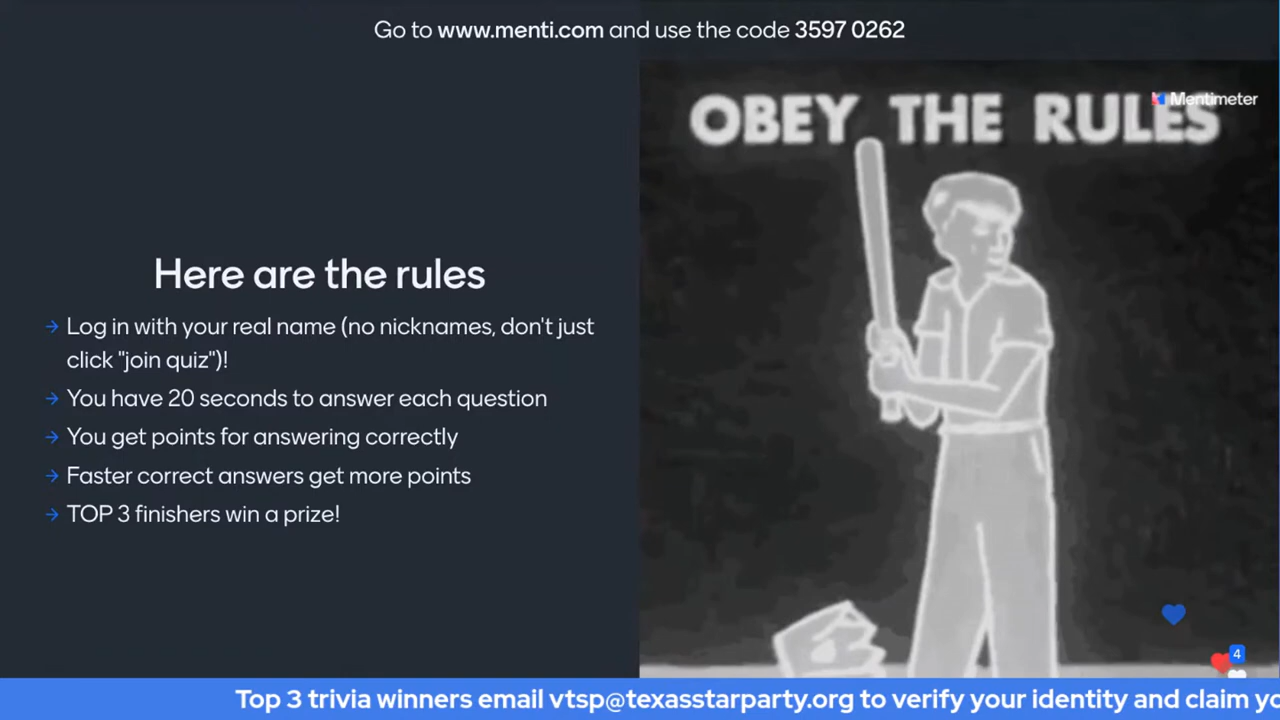 Go to www.menti.com and use the code 3597 0262
Mentimeter
OBEY THE RULES
Here are the rules
→ Log in with your real name (no nicknames, don't just
click "join quiz")!
→ You have 20 seconds to answer each question
→ You get points for answering correctly
→ Faster correct answers get more points
→ TOP 3 finishers win a prize!
4
Top 3 trivia winners email vtsp@texasstarparty.org to verify your identity and claim